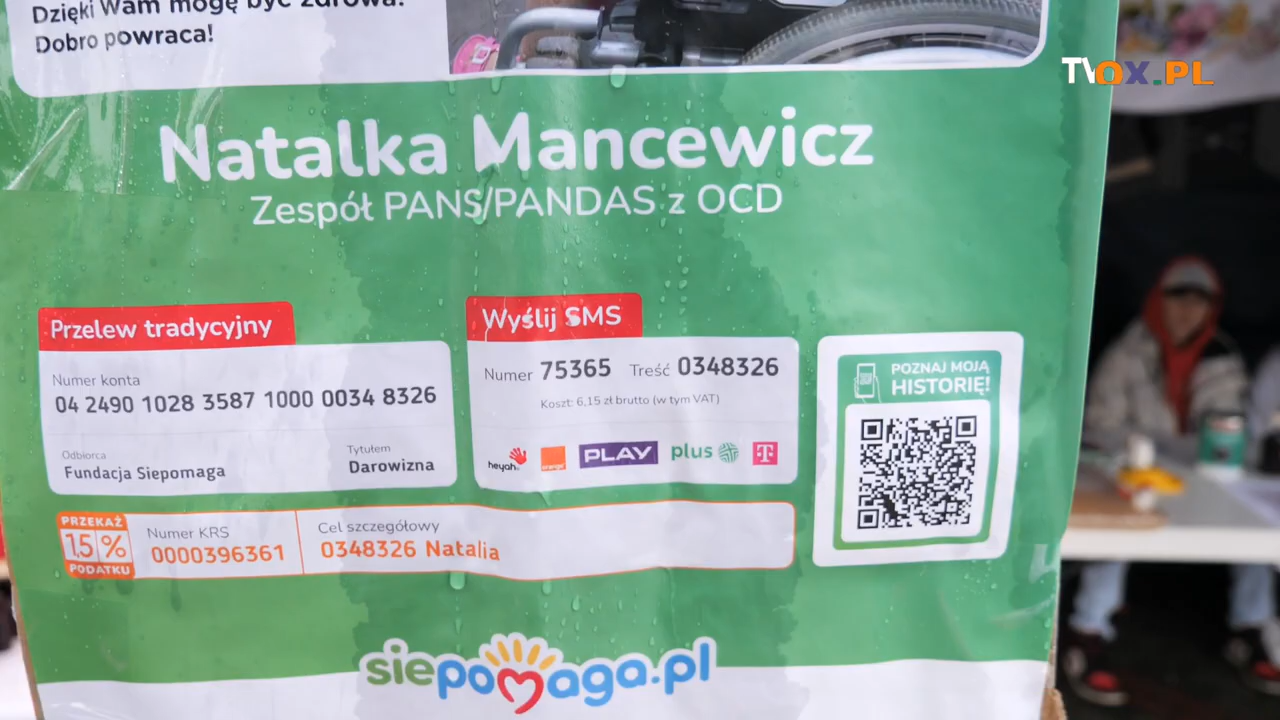 Dzięki Wam mogę być zdrowa!
Dobro powraca!
TVOX.PL
Natalka Mancewicz
Zespół PANS/PANDAS z OCD
Przelew tradycyjny
Numer konta
04 2490 1028 3587 1000 0034 8326
Odbiorca
Fundacja Siepomaga
Tytułem
Darowizna
Wyślij SMS
Numer 75365 Treść 0348326
Koszt: 6,15 zł brutto (w tym VAT)
heyah
orange
PLAY
plus
T
POZNAJ MOJĄ
HISTORIĘ!
PRZEKAŻ
1,5 %
PODATKU
Numer KRS
0000396361
Cel szczegółowy
0348326 Natalia
siepomaga.pl